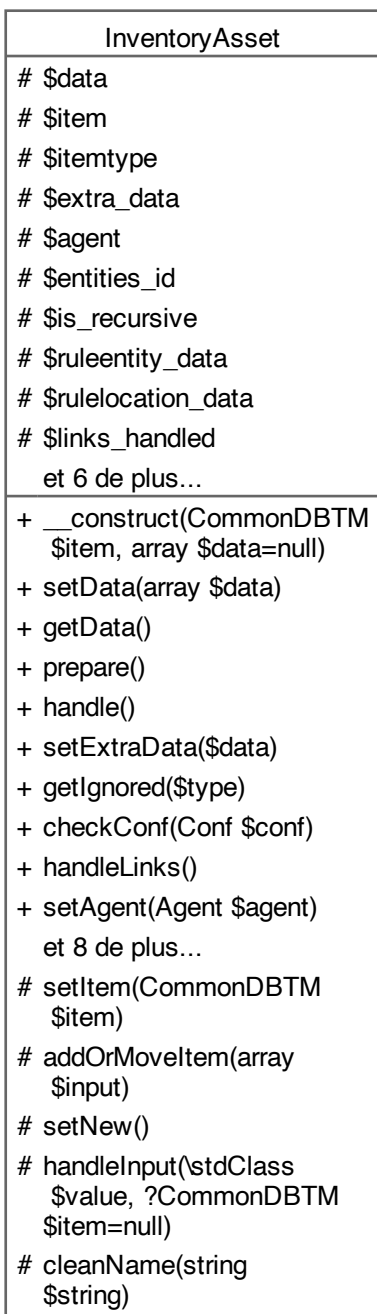 InventoryAsset
# $data
# $item
# $itemtype
# $extra_data
# $agent
# $entities_id
# $is_recursive
# $ruleentity_data
# $rulelocation_data
# $links_handled
et 6 de plus...
+ __construct(CommonDBTM
$item, array $data=null)
+ setData(array $data)
+ getData()
+ prepare()
+ handle()
+ setExtraData($data)
+ getIgnored($type)
+ checkConf(Conf $conf)
+ handleLinks()
+ setAgent(Agent $agent)
et 8 de plus...
# setItem(CommonDBTM
$item)
# addOrMoveItem(array
$input)
# setNew()
# handleInput(\stdClass
$value, ?CommonDBTM
$item=null)
# cleanName(string
$string)